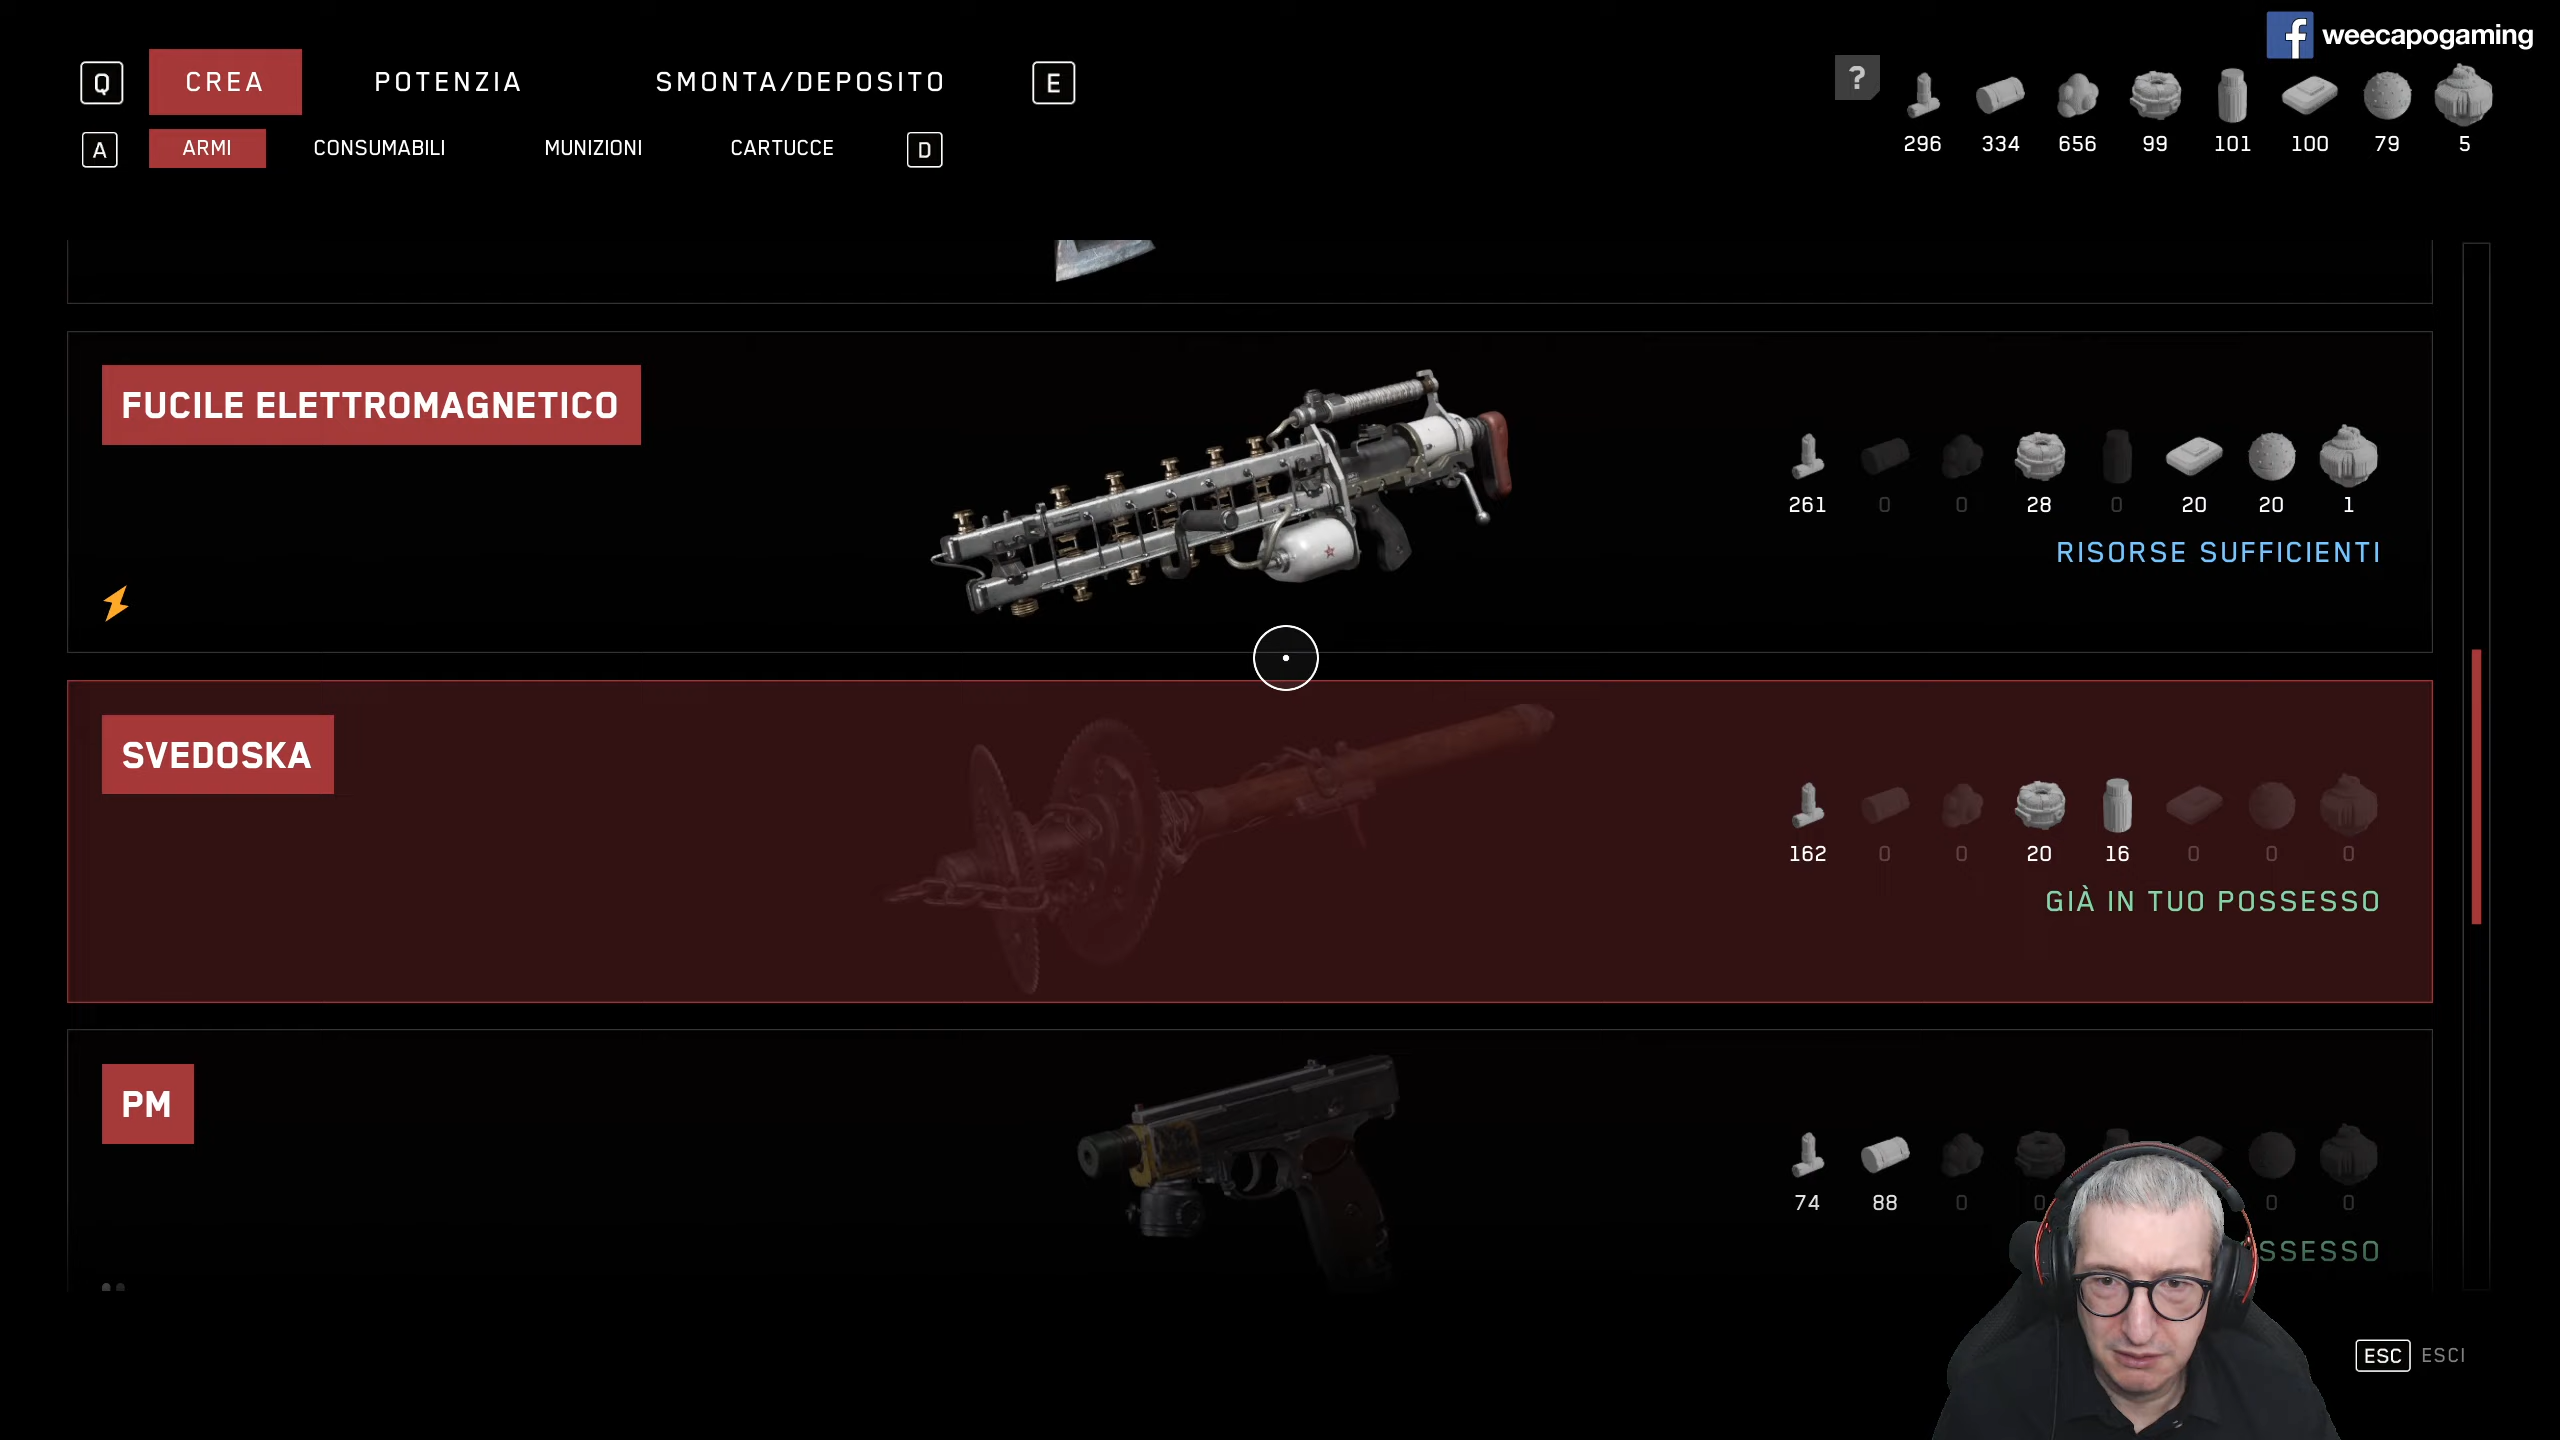 weecapogaming
Q CREA POTENZIA SMONTA/DEPOSITO E
?
296 334 656 99 101 100 79 5
A ARMI CONSUMABILI MUNIZIONI CARTUCCE D
FUCILE ELETTROMAGNETICO
261 0 0 28 0 20 20 1
RISORSE SUFFICIENTI
SVEDOSKA
162 0 0 20 16 0 0 0
GIÀ IN TUO POSSESSO
PM
74 88 0 0 0 0
SSESSO
ESC ESCI